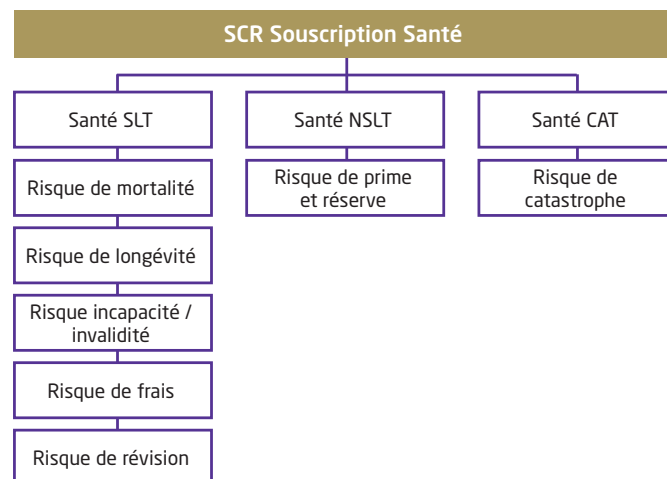 SCR Souscription Santé
Santé SLT
Santé NSLT
Santé CAT
Risque de mortalité
Risque de prime
et réserve
Risque de
catastrophe
Risque de longévité
Risque incapacité /
invalidité
Risque de frais
Risque de révision